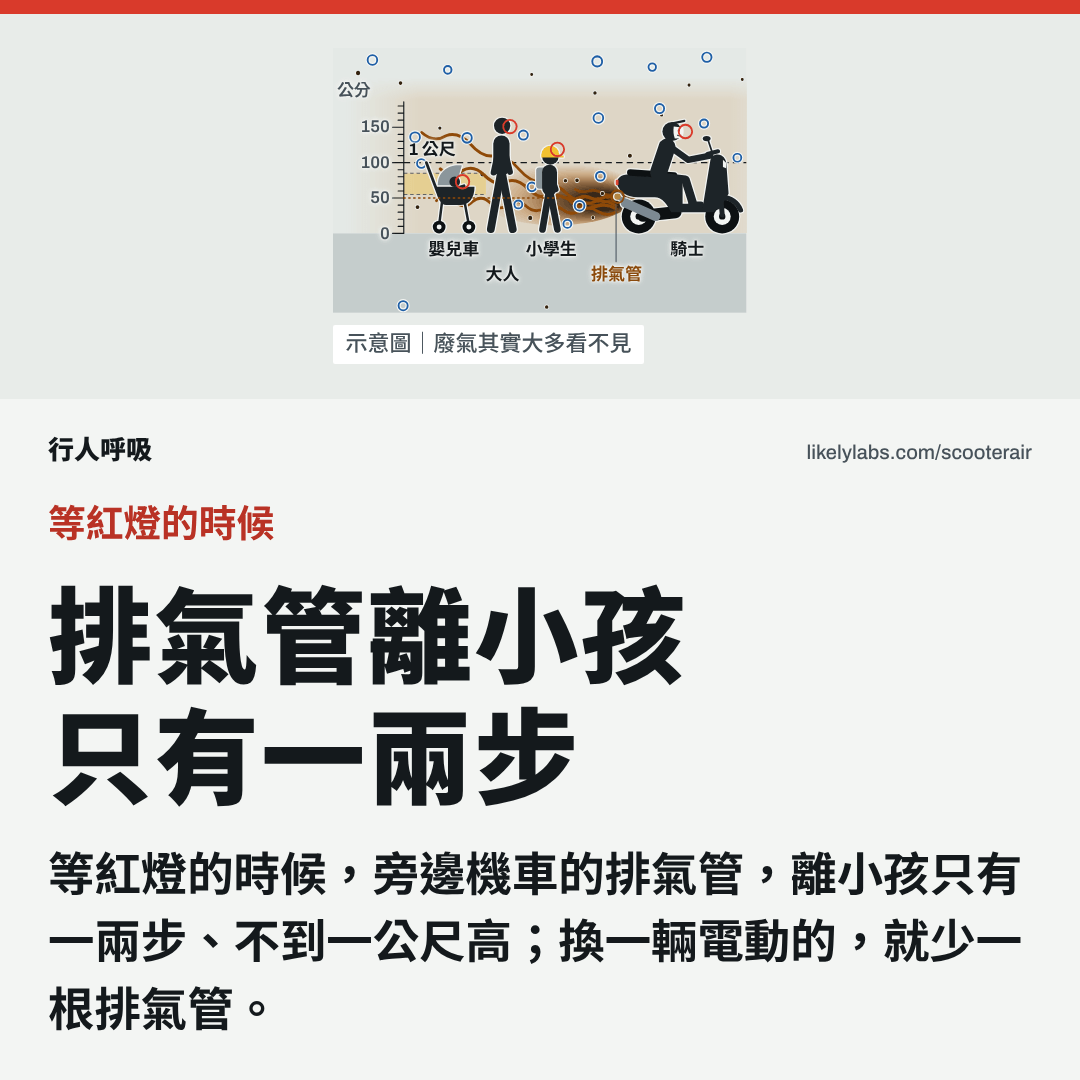 公分
150
1 公尺
100
50
0
嬰兒車
小學生
騎士
大人
排氣管
示意圖｜廢氣其實大多看不見
行人呼吸
likelylabs.com/scooterair
等紅燈的時候
排氣管離小孩
只有一兩步
等紅燈的時候，旁邊機車的排氣管，離小孩只有
一兩步、不到一公尺高；換一輛電動的，就少一
根排氣管。